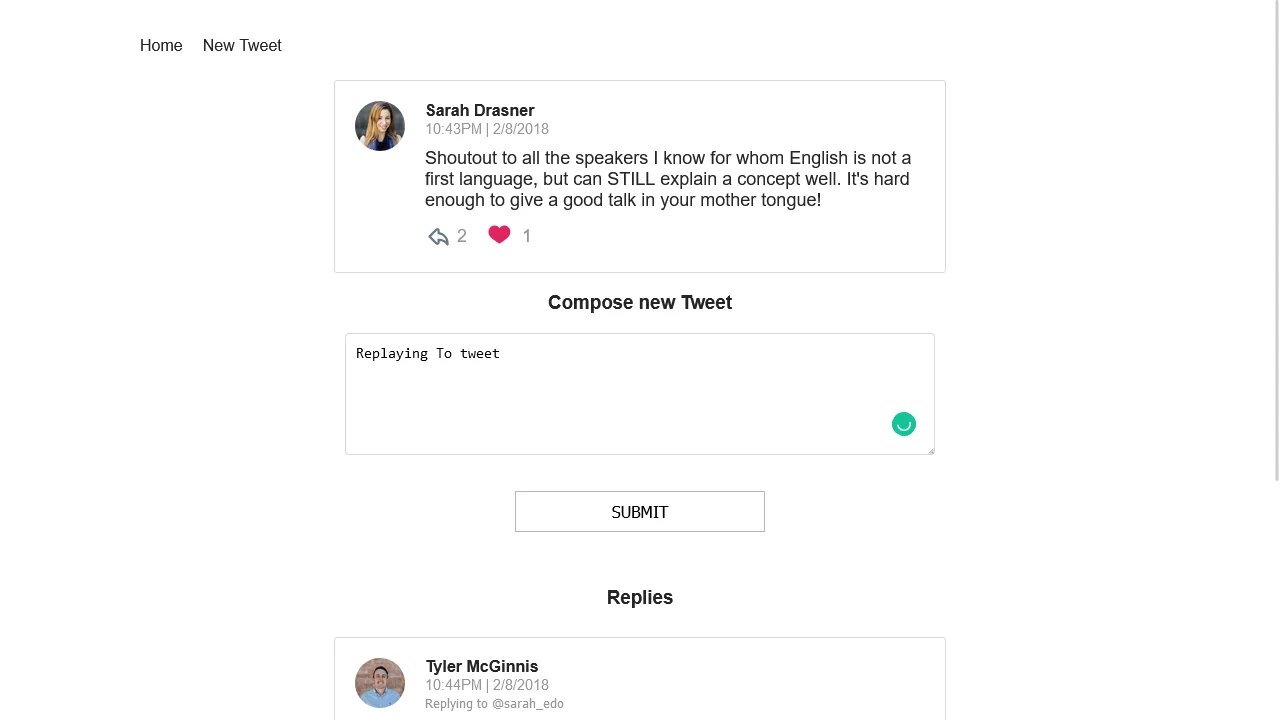 Home New Tweet
Sarah Drasner
10:43PM | 2/8/2018
Shoutout to all the speakers I know for whom English is not a
first language, but can STILL explain a concept well. It's hard
enough to give a good talk in your mother tongue!
2 1
Compose new Tweet
Replaying To tweet
SUBMIT
Replies
Tyler McGinnis
10:44PM | 2/8/2018
Replying to @sarah_edo